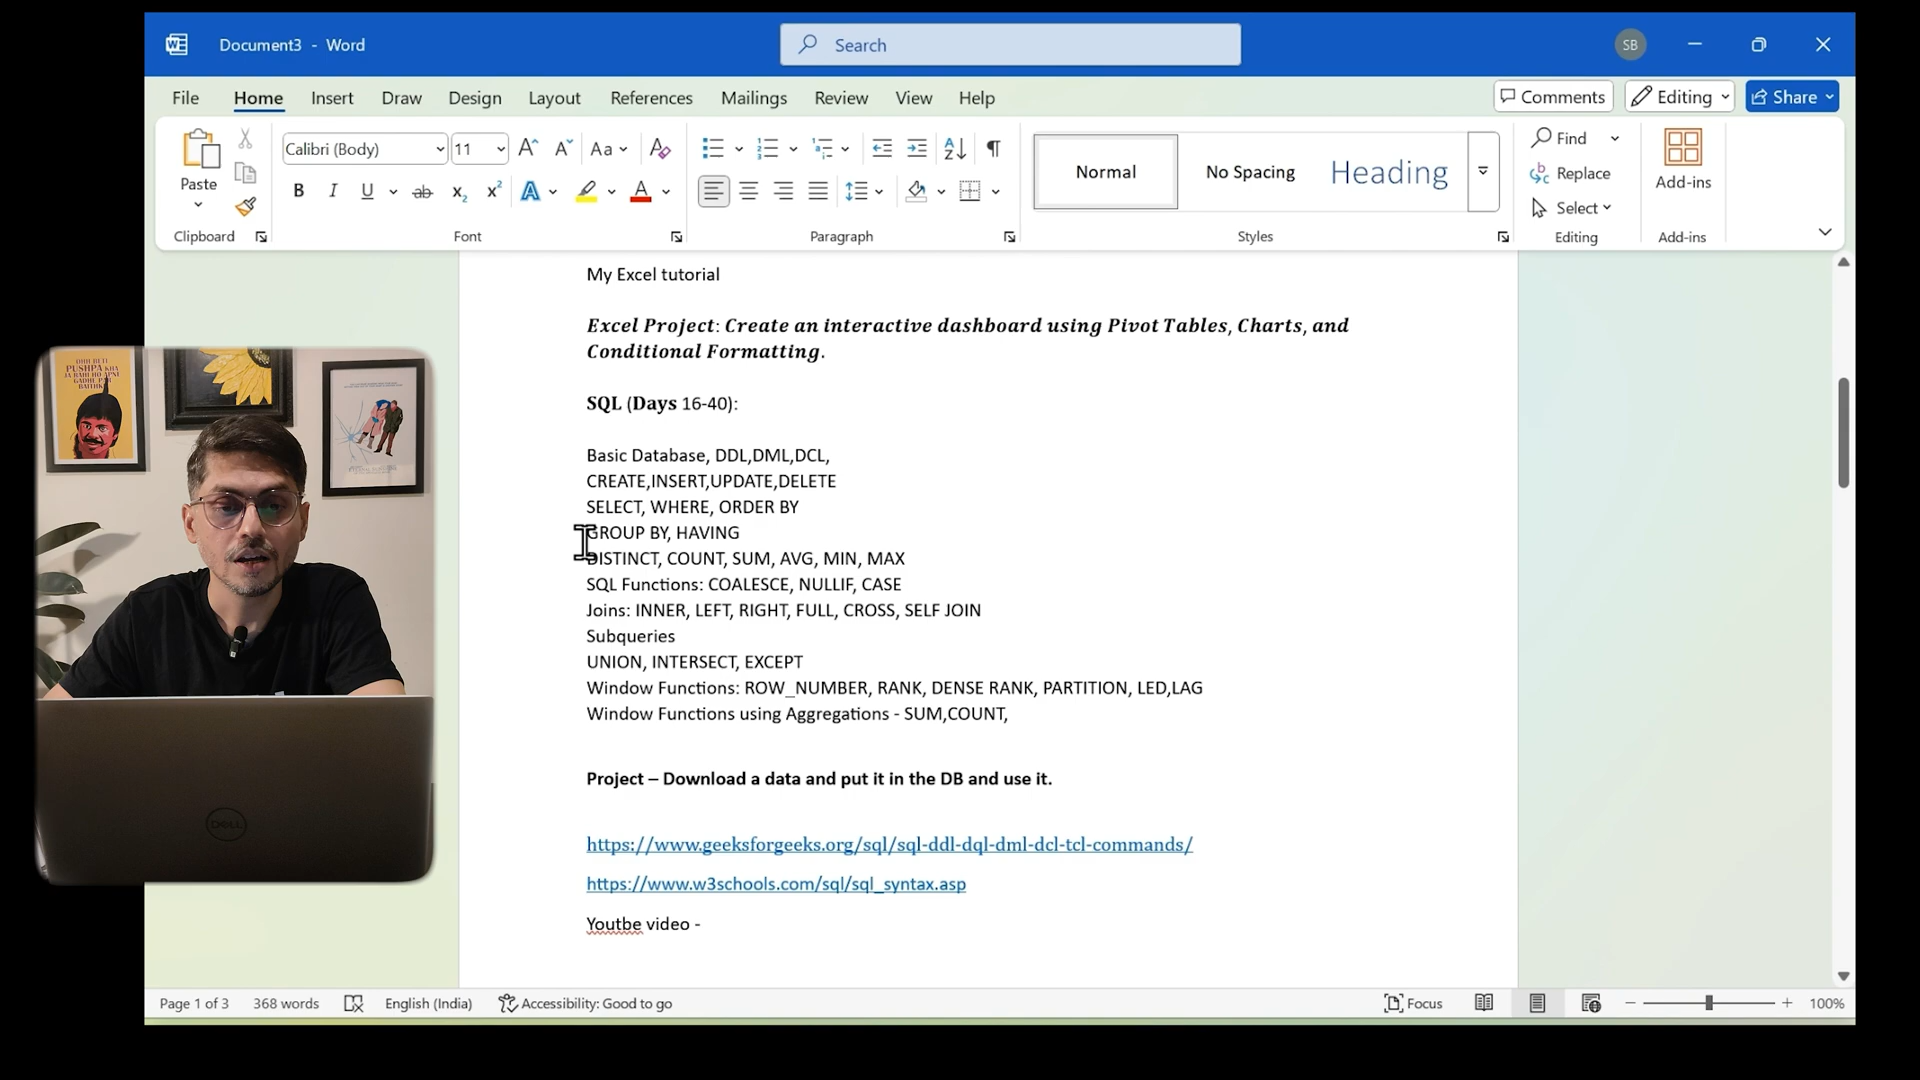 Document3 - Word
Search
SB
File Home Insert Draw Design Layout References Mailings Review View Help
Comments Editing Share
Paste
Calibri (Body) 11
Aa
Normal
No Spacing
Heading
Find
Replace
Select
Add-ins
Clipboard Font Paragraph Styles Editing Add-ins
My Excel tutorial
Excel Project: Create an interactive dashboard using Pivot Tables, Charts, and
Conditional Formatting.
SQL (Days 16-40):
Basic Database, DDL,DML,DCL,
CREATE,INSERT,UPDATE,DELETE
SELECT, WHERE, ORDER BY
GROUP BY, HAVING
DISTINCT, COUNT, SUM, AVG, MIN, MAX
SQL Functions: COALESCE, NULLIF, CASE
Joins: INNER, LEFT, RIGHT, FULL, CROSS, SELF JOIN
Subqueries
UNION, INTERSECT, EXCEPT
Window Functions: ROW_NUMBER, RANK, DENSE RANK, PARTITION, LED,LAG
Window Functions using Aggregations - SUM,COUNT,
Project – Download a data and put it in the DB and use it.
https://www.geeksforgeeks.org/sql/sql-ddl-dql-dml-dcl-tcl-commands/
https://www.w3schools.com/sql/sql_syntax.asp
Youtbe video -
PUSHPA
DELL
Page 1 of 3 368 words English (India) Accessibility: Good to go
Focus 100%